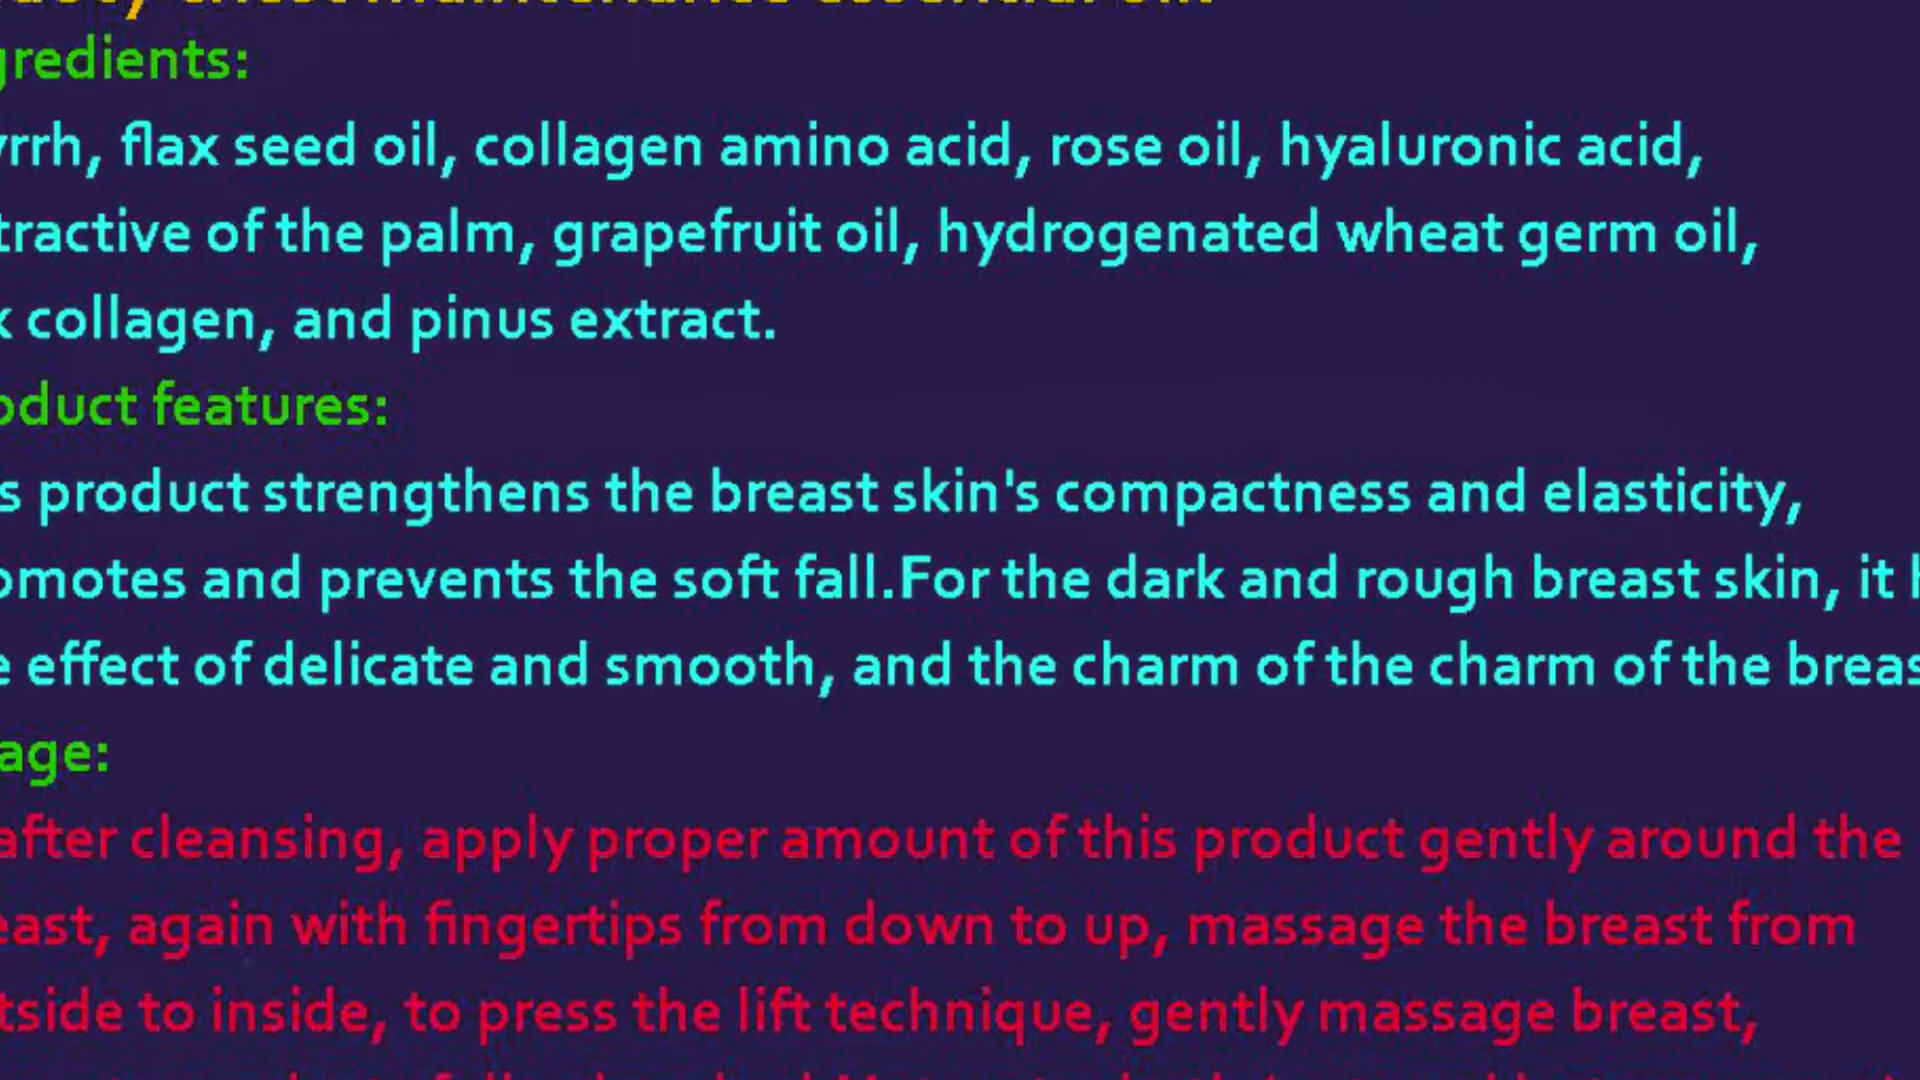 gredients:
yrrh, flax seed oil, collagen amino acid, rose oil, hyaluronic acid,
tractive of the palm, grapefruit oil, hydrogenated wheat germ oil,
k collagen, and pinus extract.
oduct features:
s product strengthens the breast skin's compactness and elasticity,
omotes and prevents the soft fall.For the dark and rough breast skin, it h
e effect of delicate and smooth, and the charm of the charm of the breas
age:
after cleansing, apply proper amount of this product gently around the
east, again with fingertips from down to up, massage the breast from
tside to inside, to press the lift technique, gently massage breast,